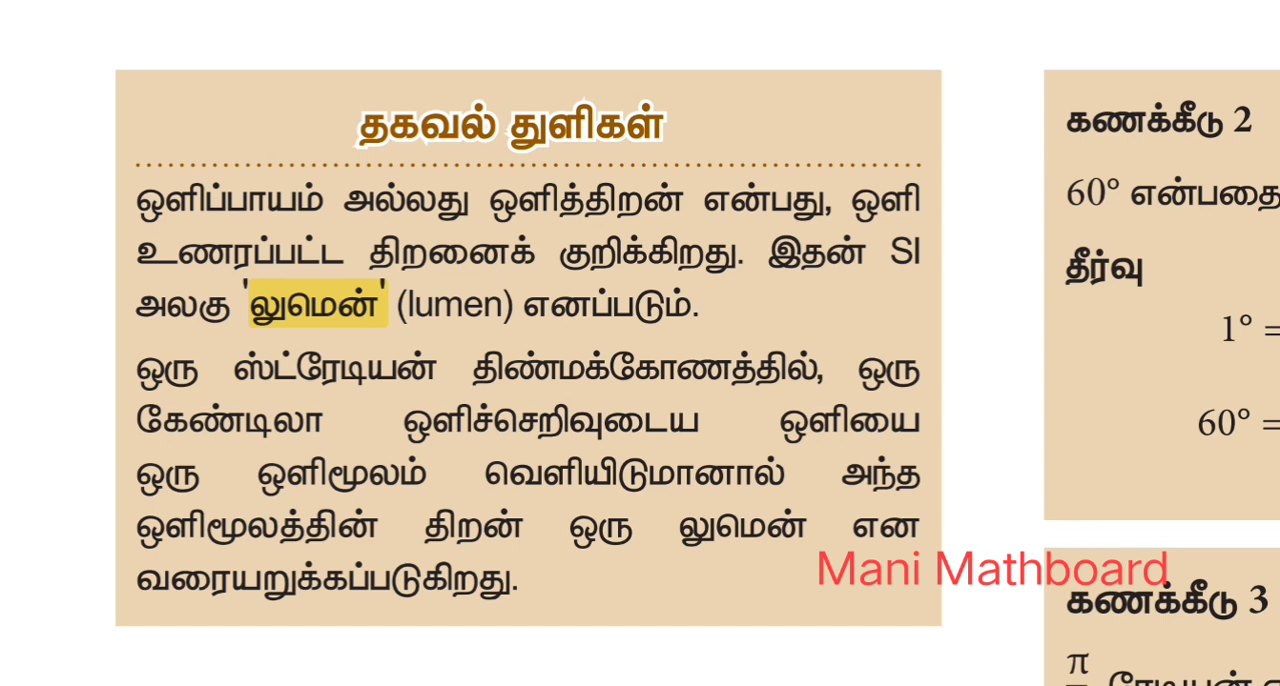 தகவல் துளிகள்
ஒளிப்பாயம் அல்லது ஒளித்திறன் என்பது, ஒளி
உணரப்பட்ட திறனைக் குறிக்கிறது. இதன் SI
அலகு 'லுமென்' (lumen) எனப்படும்.
ஒரு ஸ்ட்ரேடியன் திண்மக்கோணத்தில், ஒரு
கேண்டிலா ஒளிச்செறிவுடைய ஒளியை
ஒரு ஒளிமூலம் வெளியிடுமானால் அந்த
ஒளிமூலத்தின் திறன் ஒரு லுமென் என
வரையறுக்கப்படுகிறது.
கணக்கீடு 2
60° என்பதை
தீர்வு
1° =
60° =
Mani Mathboard
கணக்கீடு 3
π
ரேடியன்